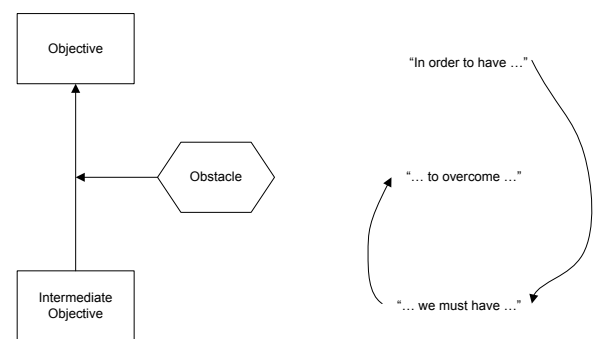 Objective
“In order to have …”
Obstacle
“… to overcome …”
Intermediate
Objective
“… we must have …”